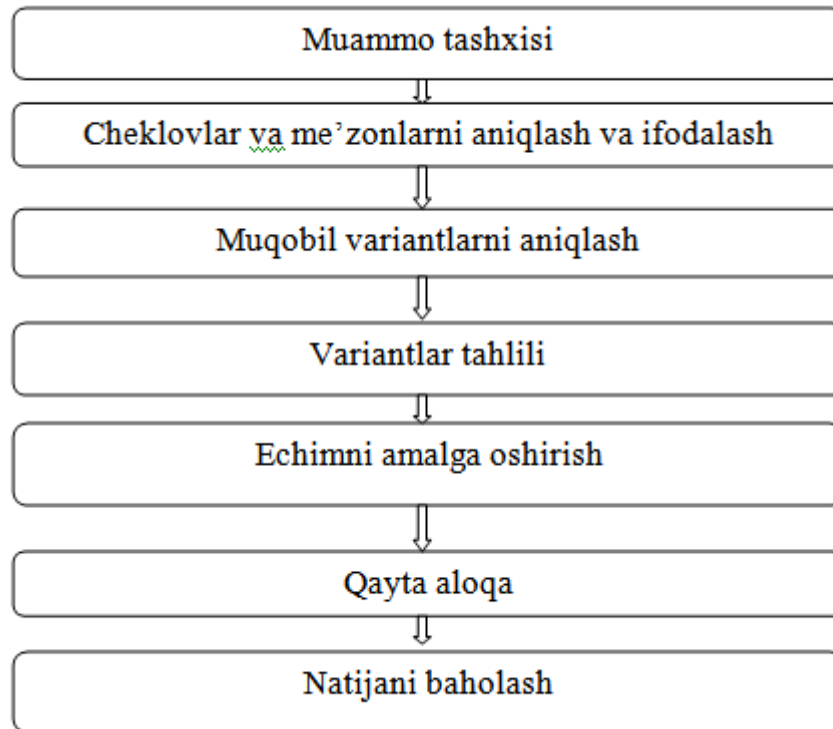 Muammo tashxisi
Cheklovlar va me’zonlarni aniqlash va ifodalash
Muqobil variantlarni aniqlash
Variantlar tahlili
Echimni amalga oshirish
Qayta aloqa
Natijani baholash